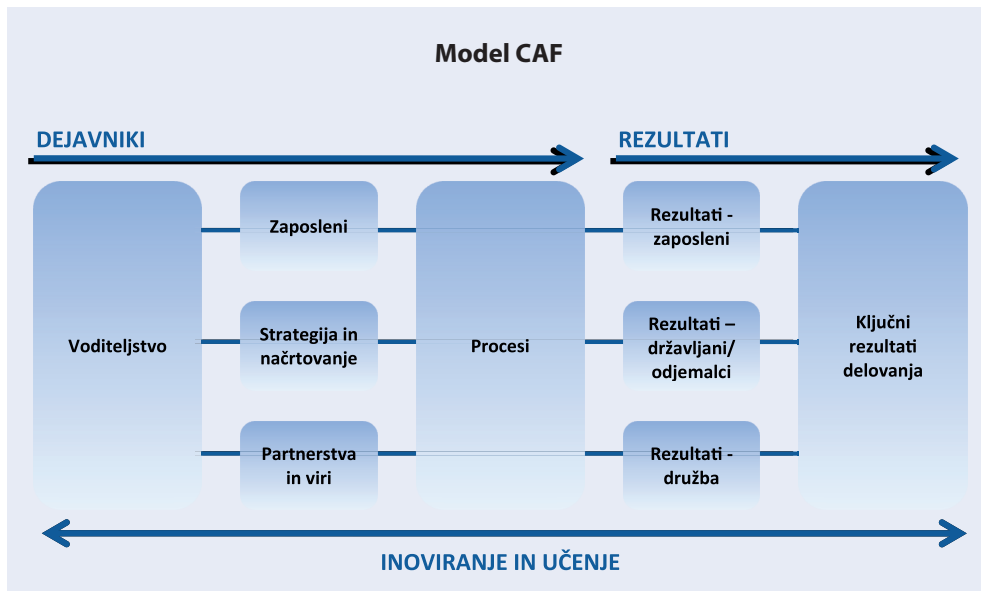 Model CAF
DEJAVNIKI
REZULTATI
Voditeljstvo
Zaposleni
Strategija in
načrtovanje
Partnerstva
in viri
Procesi
Rezultati -
zaposleni
Rezultati –
državljani/
odjemalci
Rezultati -
družba
Ključni
rezultati
delovanja
INOVIRANJE IN UČENJE